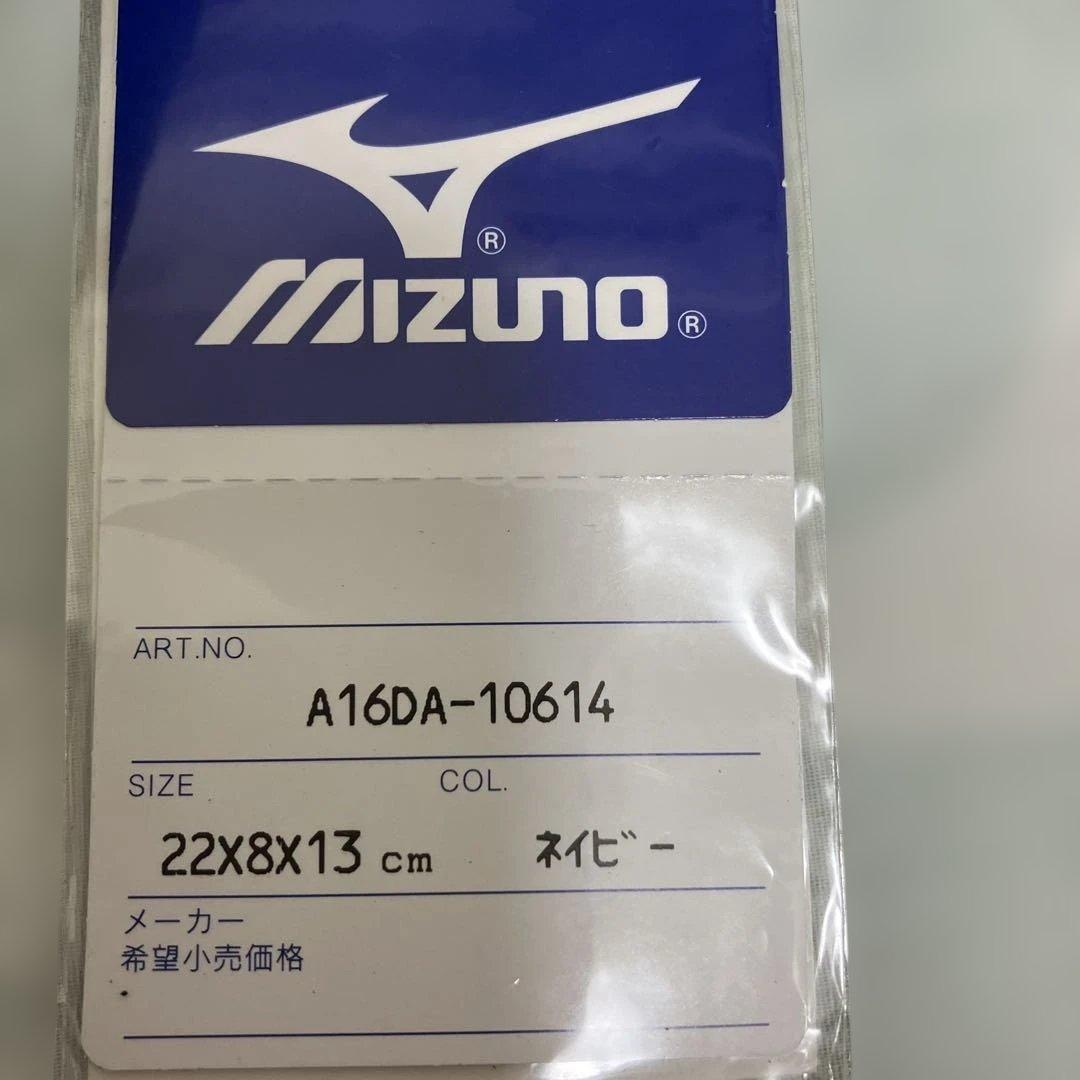 ®
MIZUNO®
ART.NO.
A16DA-10614
SIZE COL.
22X8X13 cm ネイビー
メーカー
希望小売価格